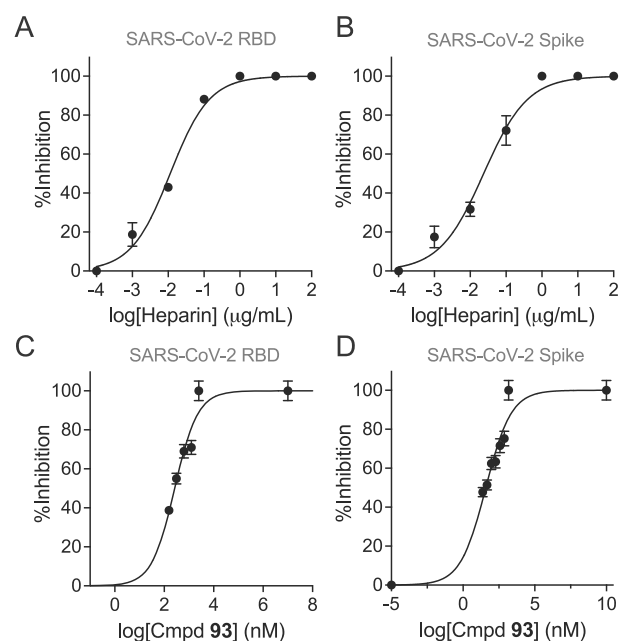 A
SARS-CoV-2 RBD
%Inhibition
100
80
60
40
20
0
-4 -3 -2 -1 0 1 2
log[Heparin] (μg/mL)
B
SARS-CoV-2 Spike
%Inhibition
100
80
60
40
20
0
-4 -3 -2 -1 0 1 2
log[Heparin] (μg/mL)
C
SARS-CoV-2 RBD
%Inhibition
100
80
60
40
20
0
0 2 4 6 8
log[Cmpd 93] (nM)
D
SARS-CoV-2 Spike
%Inhibition
100
80
60
40
20
0
-5 0 5 10
log[Cmpd 93] (nM)